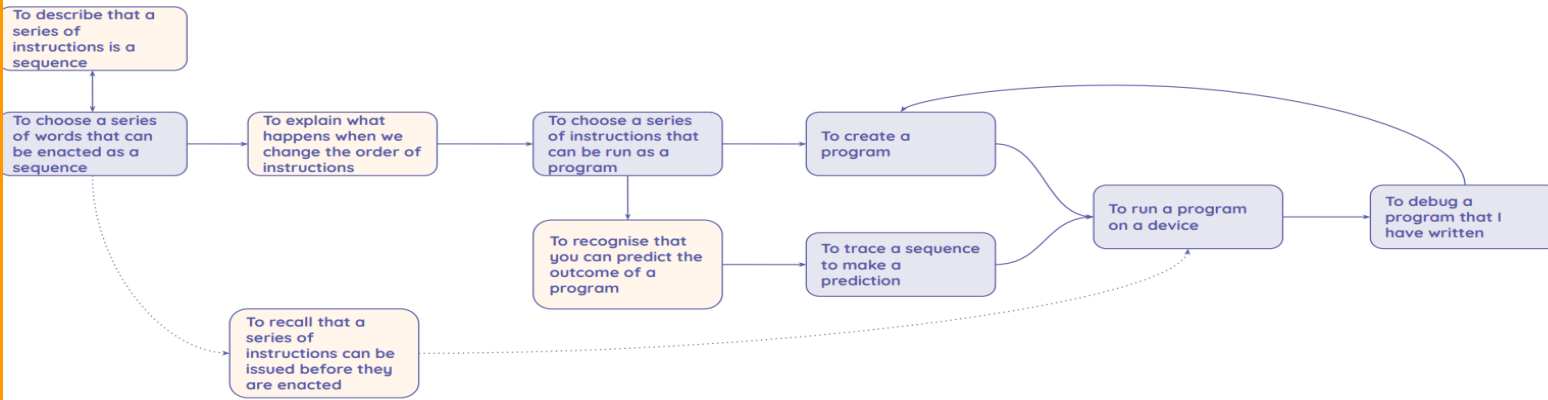 To describe that a
series of
instructions is a
sequence
To choose a series
of words that can
be enacted as a
sequence
To explain what
happens when we
change the order of
instructions
To choose a series
of instructions that
can be run as a
program
To create a
program
To run a program
on a device
To debug a
program that I
have written
To recognise that
you can predict the
outcome of a
program
To trace a sequence
to make a
prediction
To recall that a
series of
instructions can be
issued before they
are enacted